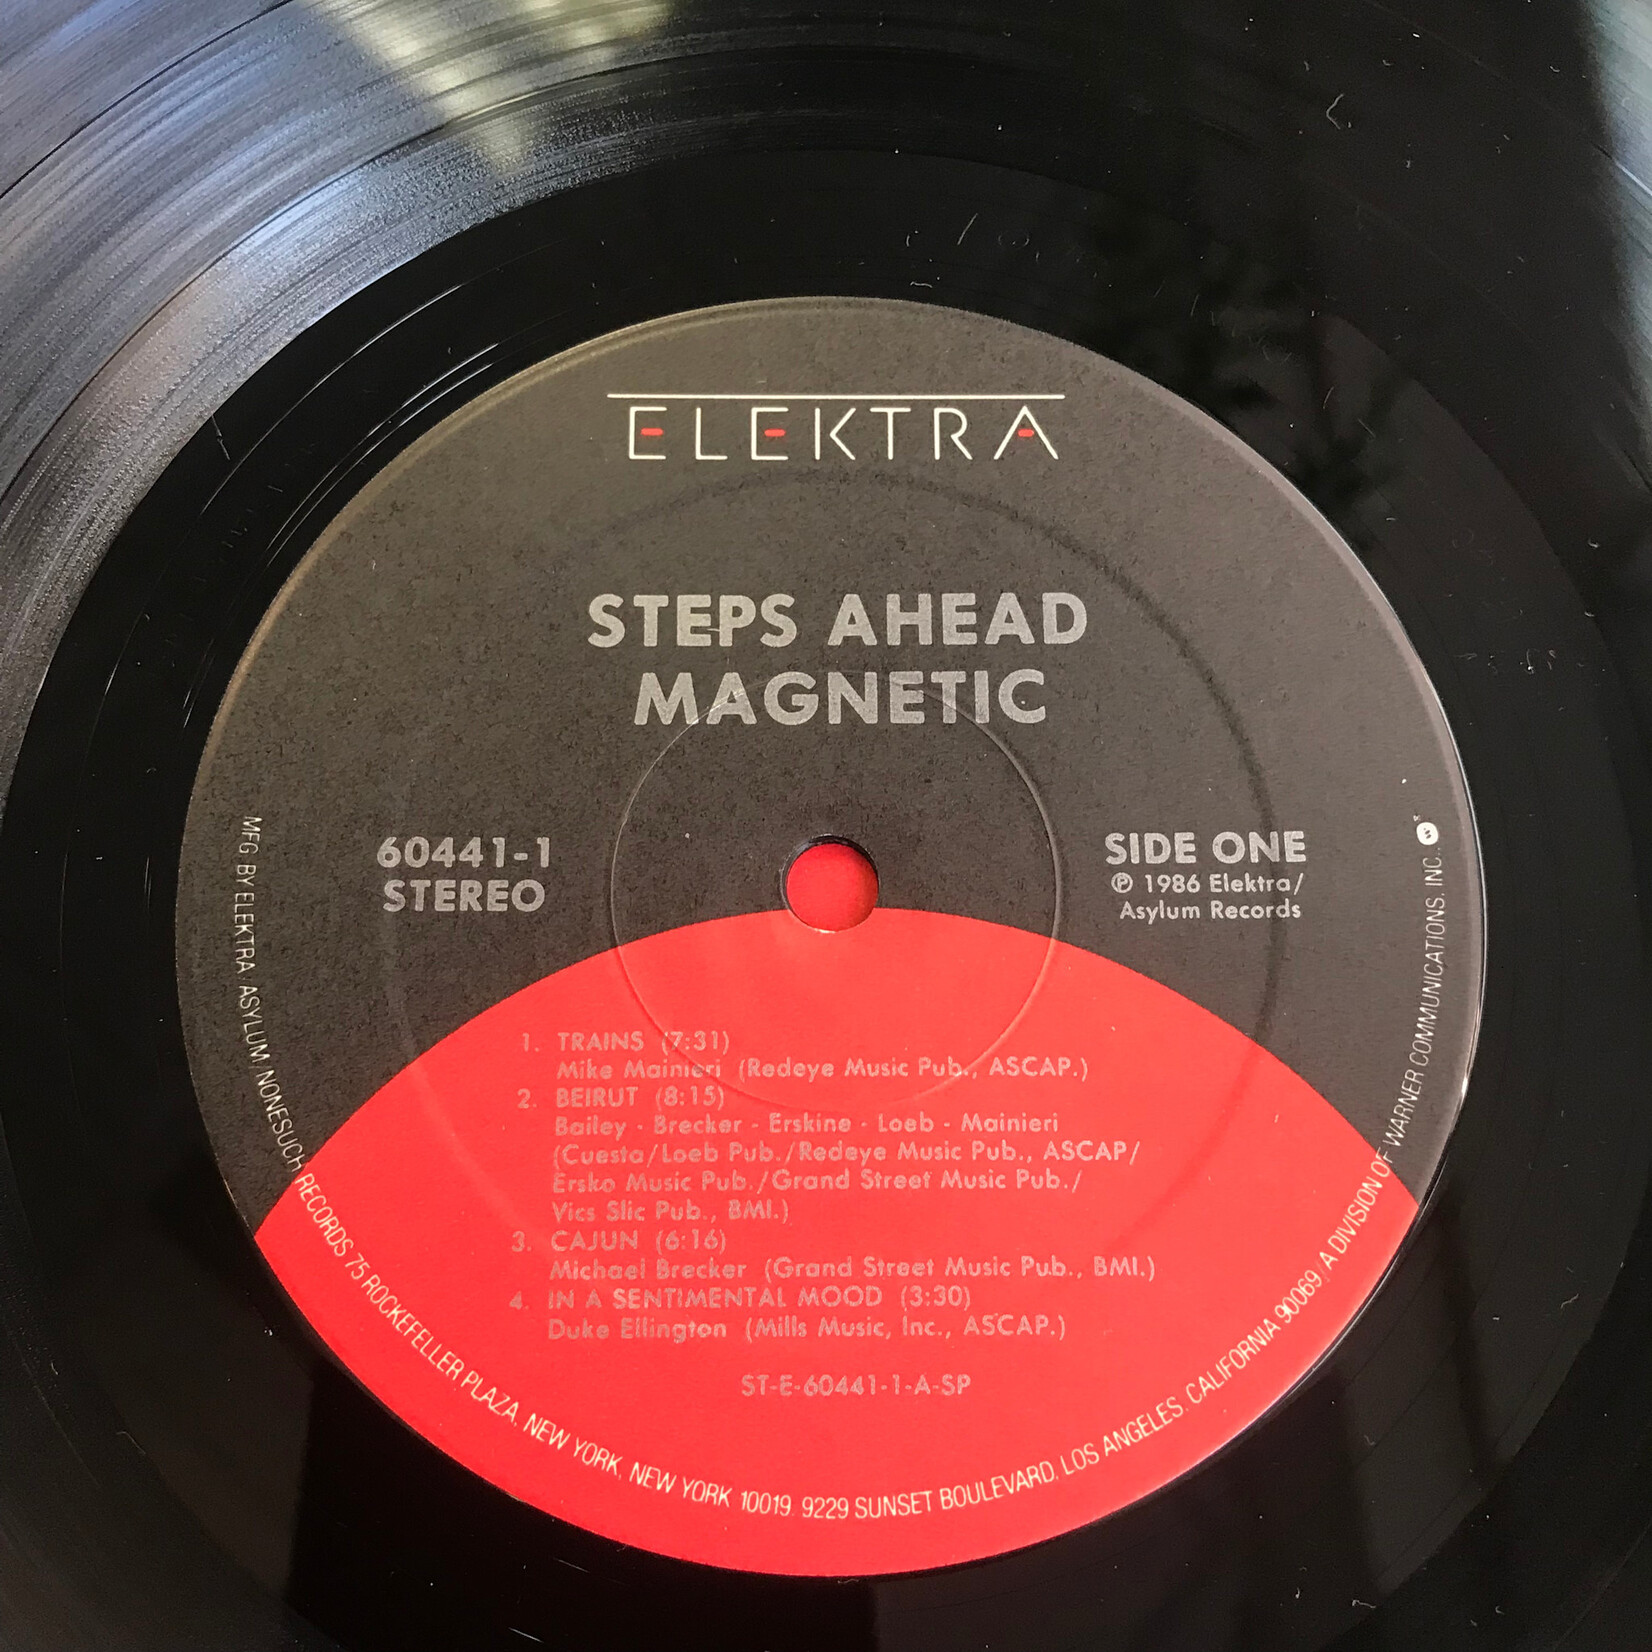 ELEKTRA
STEPS AHEAD
MAGNETIC
60441-1
STEREO
SIDE ONE
℗ 1986 Elektra/
Asylum Records
1. TRAINS (7:31)
Mike Mainieri (Redeye Music Pub., ASCAP.)
2. BEIRUT (8:15)
Bailey - Brecker - Erskine - Loeb - Mainieri
(Cuesta/Loeb Pub./Redeye Music Pub., ASCAP/
Ersko Music Pub./Grand Street Music Pub./
Vics Slic Pub., BMI.)
3. CAJUN (6:16)
Michael Brecker (Grand Street Music Pub., BMI.)
4. IN A SENTIMENTAL MOOD (3:30)
Duke Ellington (Mills Music, Inc., ASCAP.)
ST-E-60441-1-A-SP
MFG. BY ELEKTRA/ASYLUM/NONESUCH RECORDS 75 ROCKEFELLER PLAZA, NEW YORK, NEW YORK 10019. 9229 SUNSET BOULEVARD, LOS ANGELES, CALIFORNIA 90069. A DIVISION OF WARNER COMMUNICATIONS, INC.